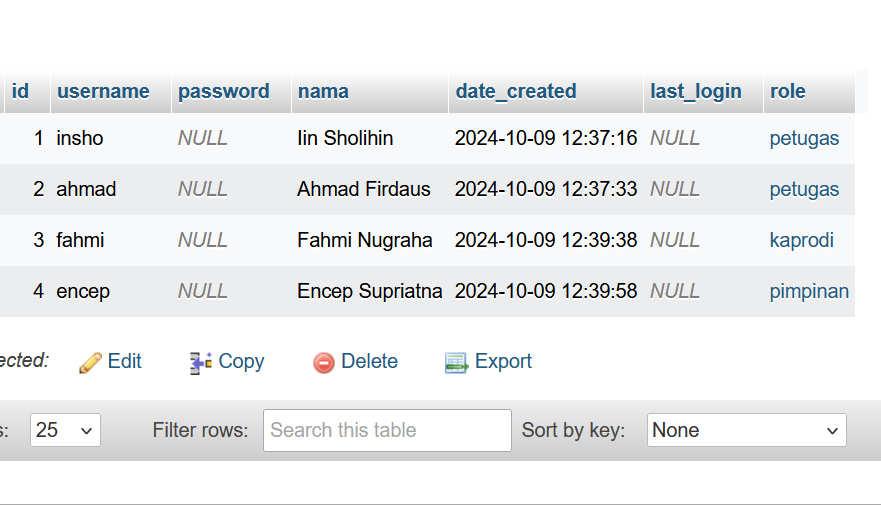 id username password nama date_created last_login role
1 insho NULL Iin Sholihin 2024-10-09 12:37:16 NULL petugas
2 ahmad NULL Ahmad Firdaus 2024-10-09 12:37:33 NULL petugas
3 fahmi NULL Fahmi Nugraha 2024-10-09 12:39:38 NULL kaprodi
4 encep NULL Encep Supriatna 2024-10-09 12:39:58 NULL pimpinan
ected: Edit Copy Delete Export
s: 25 Filter rows: Search this table Sort by key: None